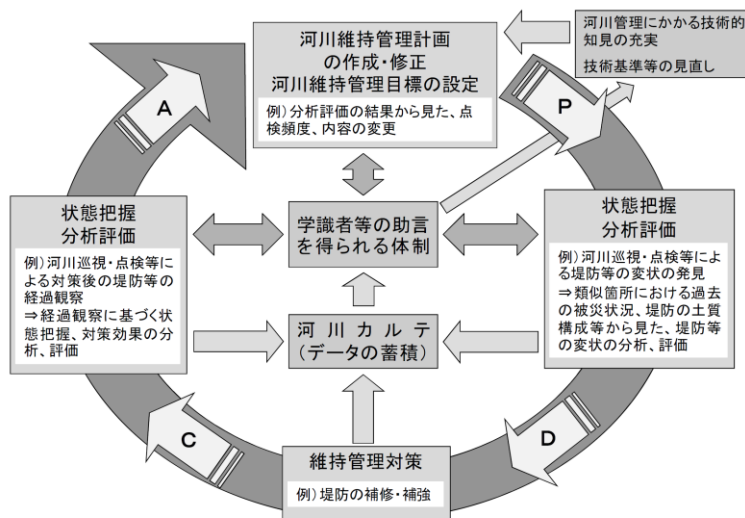 河川維持管理計画
の作成・修正
河川維持管理目標の設定
例）分析評価の結果から見た、点
検頻度、内容の変更
河川管理にかかる技術的
知見の充実
技術基準等の見直し
A
P
状態把握
分析評価
例）河川巡視・点検等によ
る対策後の堤防等の
経過観察
⇒経過観察に基づく状
態把握、対策効果の分
析、評価
学識者等の助言
を得られる体制
状態把握
分析評価
例）河川巡視・点検等によ
る堤防等の変状の発見
⇒類似箇所における過去
の被災状況、堤防の土質
構成等から見た、堤防等
の変状の分析、評価
河川カルテ
（データの蓄積）
C
D
維持管理対策
例）堤防の補修・補強